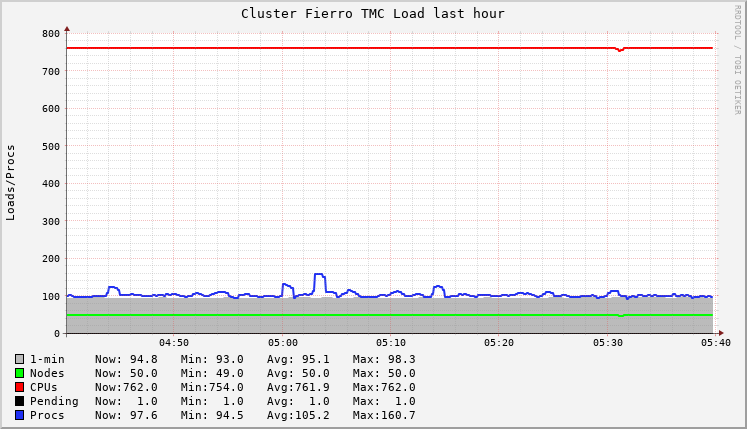 Cluster Fierro TMC Load last hour
RRDTOOL / TOBI OETIKER
Loads/Procs
800
700
600
500
400
300
200
100
0
04:50 05:00 05:10 05:20 05:30 05:40
1-min Now: 94.8 Min: 93.0 Avg: 95.1 Max: 98.3
Nodes Now: 50.0 Min: 49.0 Avg: 50.0 Max: 50.0
CPUs Now:762.0 Min:754.0 Avg:761.9 Max:762.0
Pending Now: 1.0 Min: 1.0 Avg: 1.0 Max: 1.0
Procs Now: 97.6 Min: 94.5 Avg:105.2 Max:160.7